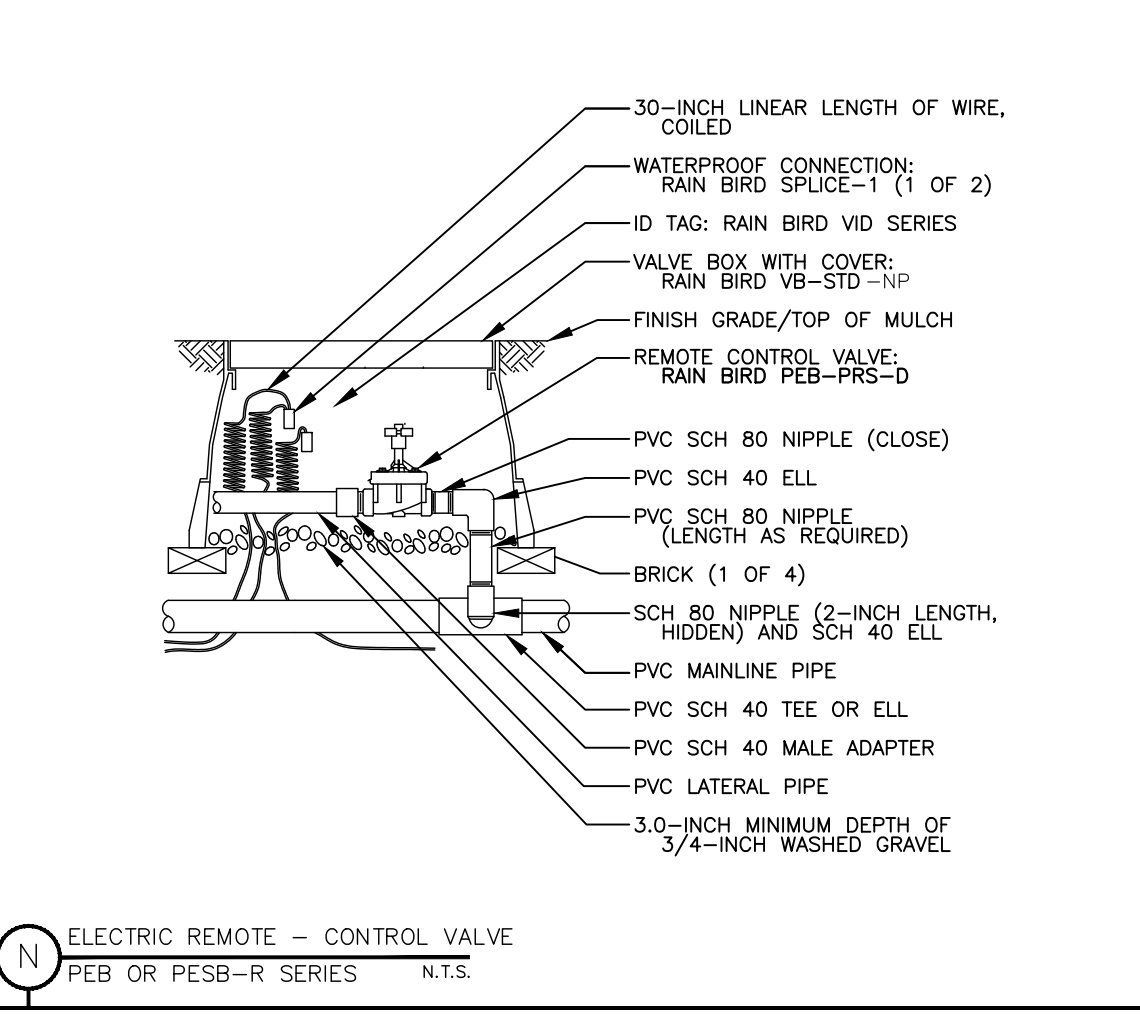 30-INCH LINEAR LENGTH OF WIRE,
COILED
WATERPROOF CONNECTION:
RAIN BIRD SPLICE-1 (1 OF 2)
ID TAG: RAIN BIRD VID SERIES
VALVE BOX WITH COVER:
RAIN BIRD VB-STD -NP
FINISH GRADE/TOP OF MULCH
REMOTE CONTROL VALVE:
RAIN BIRD PEB-PRS-D
PVC SCH 80 NIPPLE (CLOSE)
PVC SCH 40 ELL
PVC SCH 80 NIPPLE
(LENGTH AS REQUIRED)
BRICK (1 OF 4)
SCH 80 NIPPLE (2-INCH LENGTH,
HIDDEN) AND SCH 40 ELL
PVC MAINLINE PIPE
PVC SCH 40 TEE OR ELL
PVC SCH 40 MALE ADAPTER
PVC LATERAL PIPE
3.0-INCH MINIMUM DEPTH OF
3/4-INCH WASHED GRAVEL
N
ELECTRIC REMOTE - CONTROL VALVE
PEB OR PESB-R SERIES N.T.S.